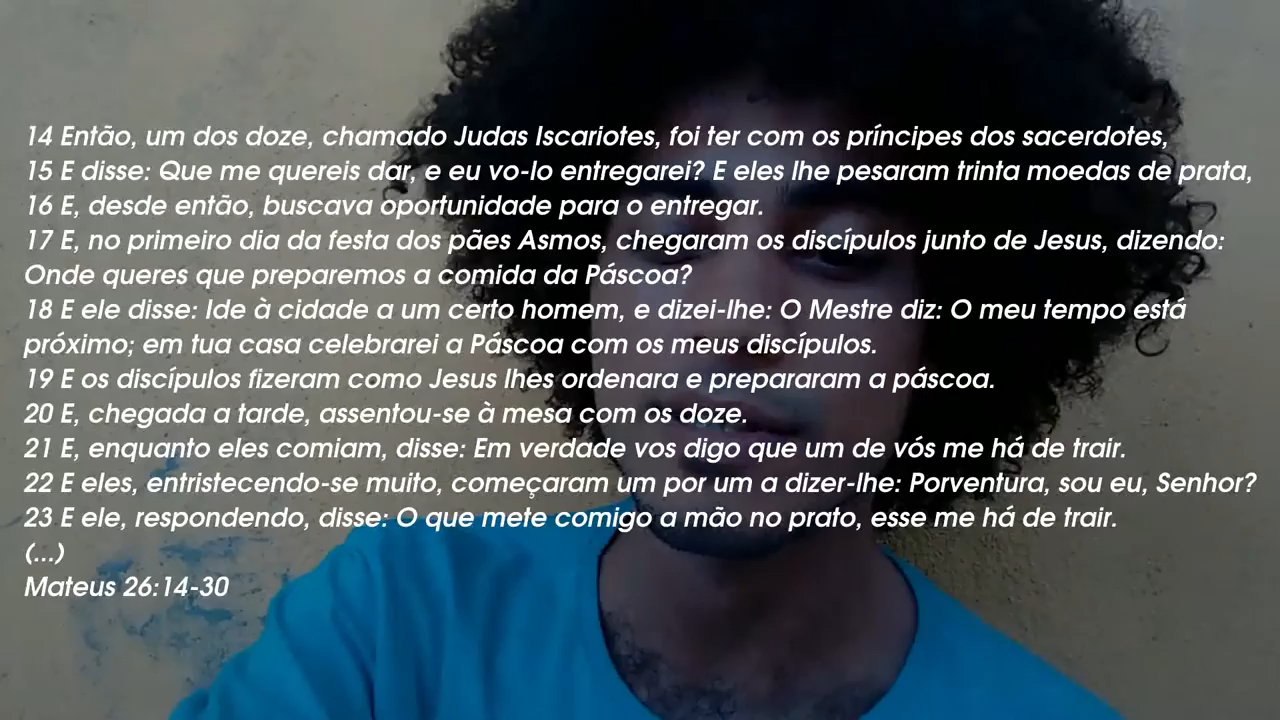 14 Então, um dos doze, chamado Judas Iscariotes, foi ter com os príncipes dos sacerdotes,
15 E disse: Que me quereis dar, e eu vo-lo entregarei? E eles lhe pesaram trinta moedas de prata,
16 E, desde então, buscava oportunidade para o entregar.
17 E, no primeiro dia da festa dos pães Asmos, chegaram os discípulos junto de Jesus, dizendo:
Onde queres que preparemos a comida da Páscoa?
18 E ele disse: Ide à cidade a um certo homem, e dizei-lhe: O Mestre diz: O meu tempo está
próximo; em tua casa celebrarei a Páscoa com os meus discípulos.
19 E os discípulos fizeram como Jesus lhes ordenara e prepararam a páscoa.
20 E, chegada a tarde, assentou-se à mesa com os doze.
21 E, enquanto eles comiam, disse: Em verdade vos digo que um de vós me há de trair.
22 E eles, entristecendo-se muito, começaram um por um a dizer-lhe: Porventura, sou eu, Senhor?
23 E ele, respondendo, disse: O que mete comigo a mão no prato, esse me há de trair.
(...)
Mateus 26:14-30